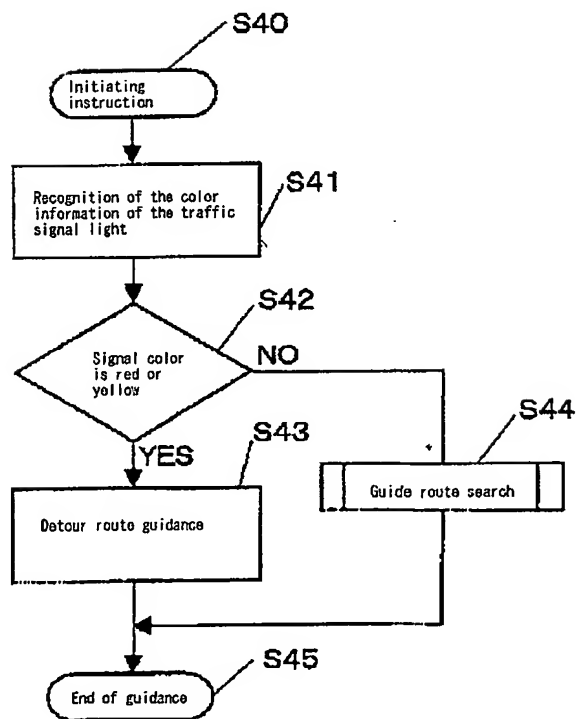 S40
Initiating
instruction
S41
Recognition of the color
information of the traffic
signal light
S42
Signal color
is red or
yellow
NO
YES
S43
Detour route guidance
S44
Guide route search
S45
End of guidance